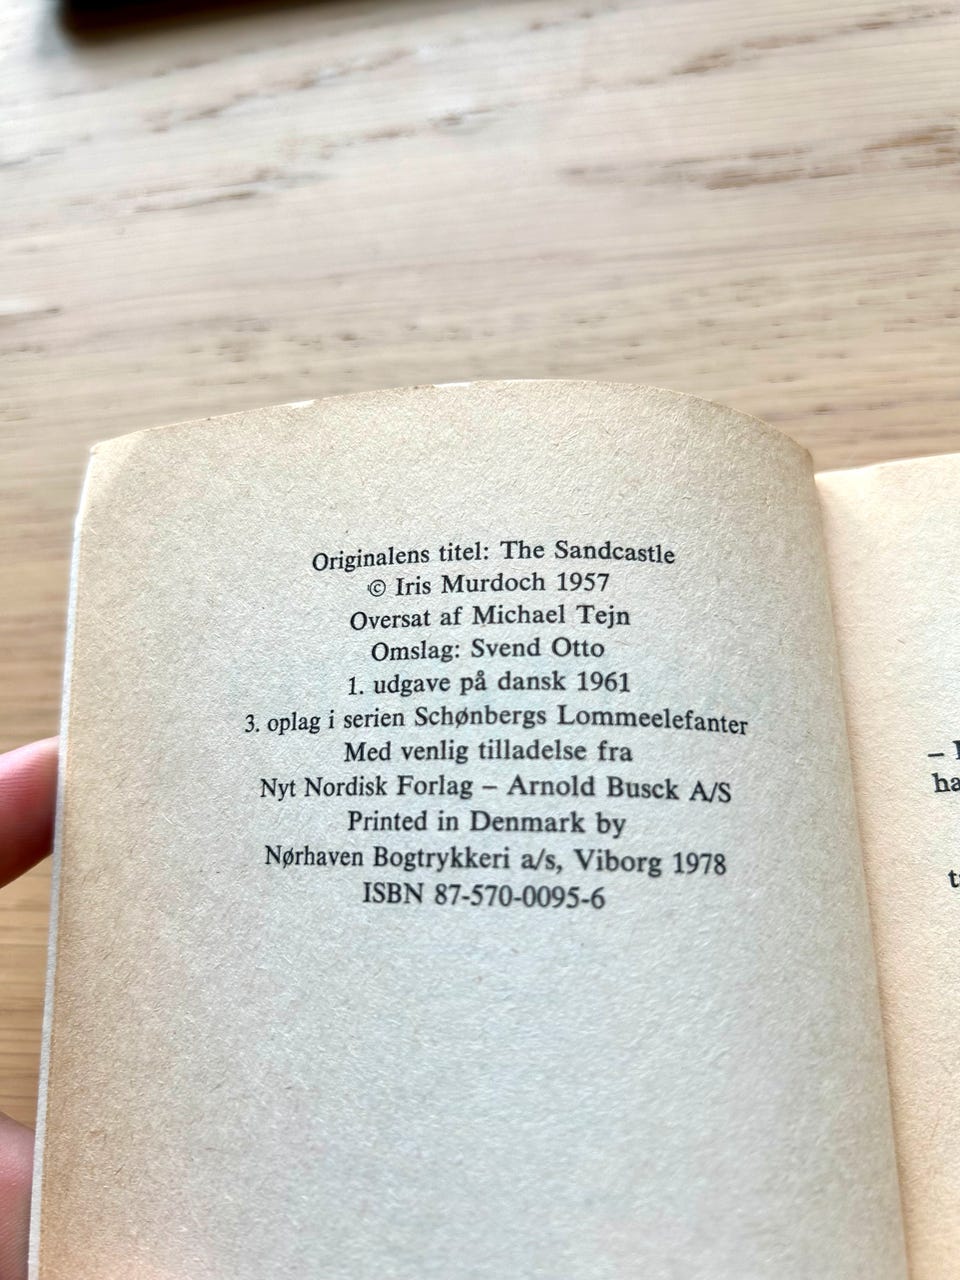 Originalens titel: The Sandcastle
© Iris Murdoch 1957
Oversat af Michael Tejn
Omslag: Svend Otto
1. udgave på dansk 1961
3. oplag i serien Schønbergs Lommeelefanter
Med venlig tilladelse fra
Nyt Nordisk Forlag – Arnold Busck A/S
Printed in Denmark by
Nørhaven Bogtrykkeri a/s, Viborg 1978
ISBN 87-570-0095-6